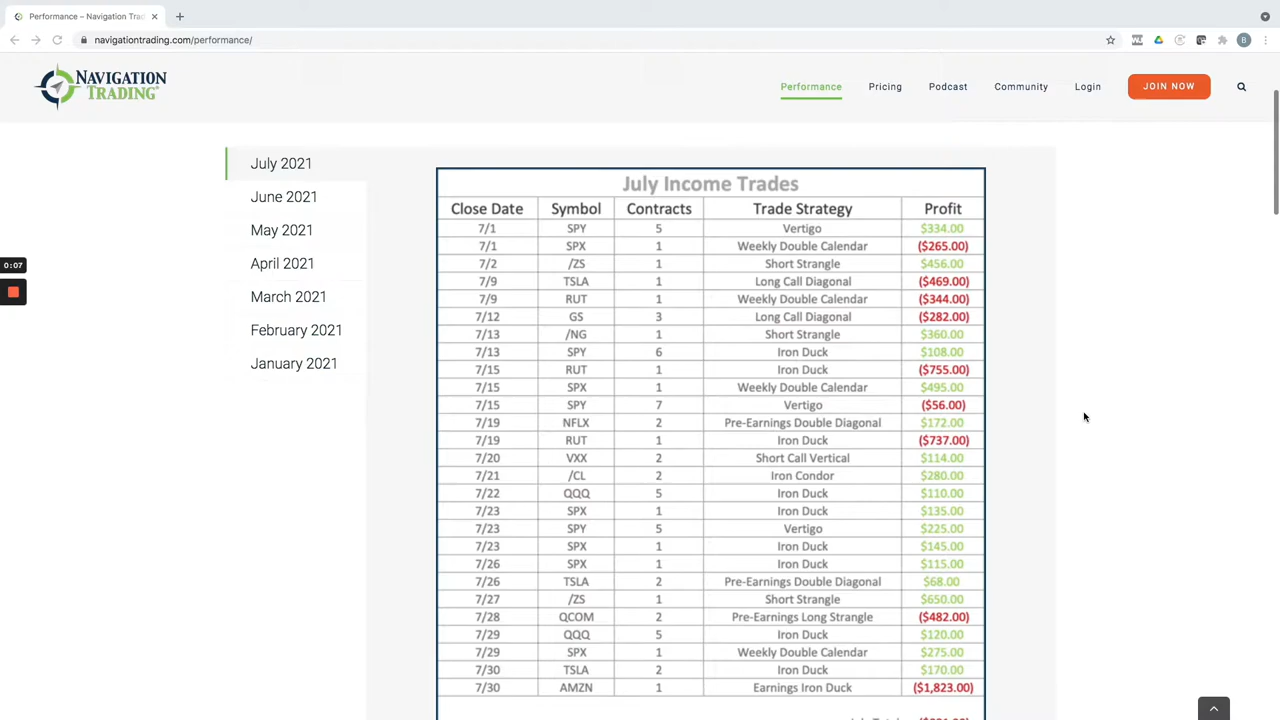 Performance – Navigation Trad
navigationtrading.com/performance/
B
NAVIGATION TRADING
Performance Pricing Podcast Community Login JOIN NOW
0:07
July 2021
June 2021
May 2021
April 2021
March 2021
February 2021
January 2021
July Income Trades
Close Date Symbol Contracts Trade Strategy Profit
7/1 SPY 5 Vertigo $334.00
7/1 SPX 1 Weekly Double Calendar ($265.00)
7/2 /ZS 1 Short Strangle $456.00
7/9 TSLA 1 Long Call Diagonal ($469.00)
7/9 RUT 1 Weekly Double Calendar ($344.00)
7/12 GS 3 Long Call Diagonal ($282.00)
7/13 /NG 1 Short Strangle $360.00
7/13 SPY 6 Iron Duck $108.00
7/15 RUT 1 Iron Duck ($755.00)
7/15 SPX 1 Weekly Double Calendar $495.00
7/15 SPY 7 Vertigo ($56.00)
7/19 NFLX 2 Pre-Earnings Double Diagonal $172.00
7/19 RUT 1 Iron Duck ($737.00)
7/20 VXX 2 Short Call Vertical $114.00
7/21 /CL 2 Iron Condor $280.00
7/22 QQQ 5 Iron Duck $110.00
7/23 SPX 1 Iron Duck $135.00
7/23 SPY 5 Vertigo $225.00
7/23 SPX 1 Iron Duck $145.00
7/26 SPX 1 Iron Duck $115.00
7/26 TSLA 2 Pre-Earnings Double Diagonal $68.00
7/27 /ZS 1 Short Strangle $650.00
7/28 QCOM 2 Pre-Earnings Long Strangle ($482.00)
7/29 QQQ 5 Iron Duck $120.00
7/29 SPX 1 Weekly Double Calendar $275.00
7/30 TSLA 2 Iron Duck $170.00
7/30 AMZN 1 Earnings Iron Duck ($1,823.00)